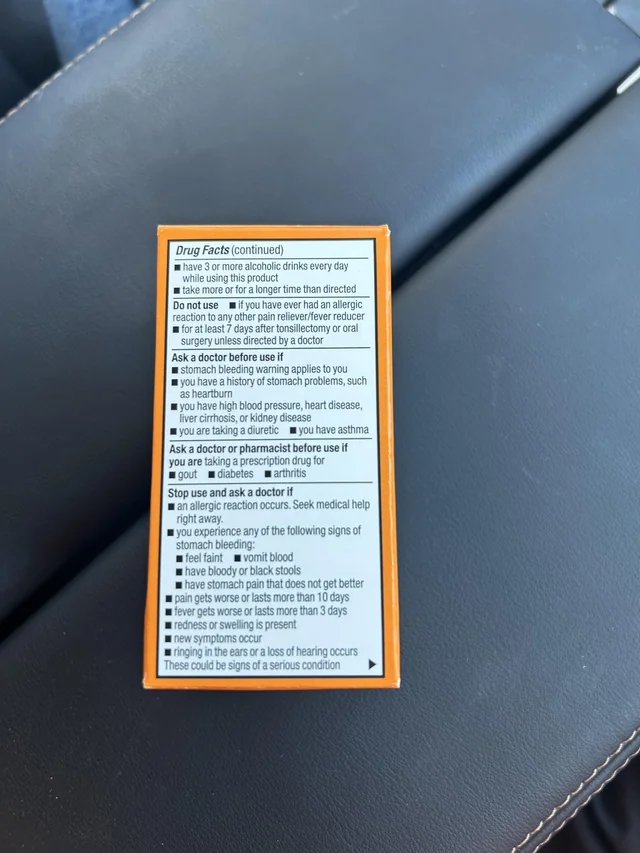 Drug Facts (continued)
■ have 3 or more alcoholic drinks every day
while using this product
■ take more or for a longer time than directed
Do not use ■ if you have ever had an allergic
reaction to any other pain reliever/fever reducer
■ for at least 7 days after tonsillectomy or oral
surgery unless directed by a doctor
Ask a doctor before use if
■ stomach bleeding warning applies to you
■ you have a history of stomach problems, such
as heartburn
■ you have high blood pressure, heart disease,
liver cirrhosis, or kidney disease
■ you are taking a diuretic ■ you have asthma
Ask a doctor or pharmacist before use if
you are taking a prescription drug for
■ gout ■ diabetes ■ arthritis
Stop use and ask a doctor if
■ an allergic reaction occurs. Seek medical help
right away.
■ you experience any of the following signs of
stomach bleeding:
■ feel faint ■ vomit blood
■ have bloody or black stools
■ have stomach pain that does not get better
■ pain gets worse or lasts more than 10 days
■ fever gets worse or lasts more than 3 days
■ redness or swelling is present
■ new symptoms occur
■ ringing in the ears or a loss of hearing occurs
These could be signs of a serious condition